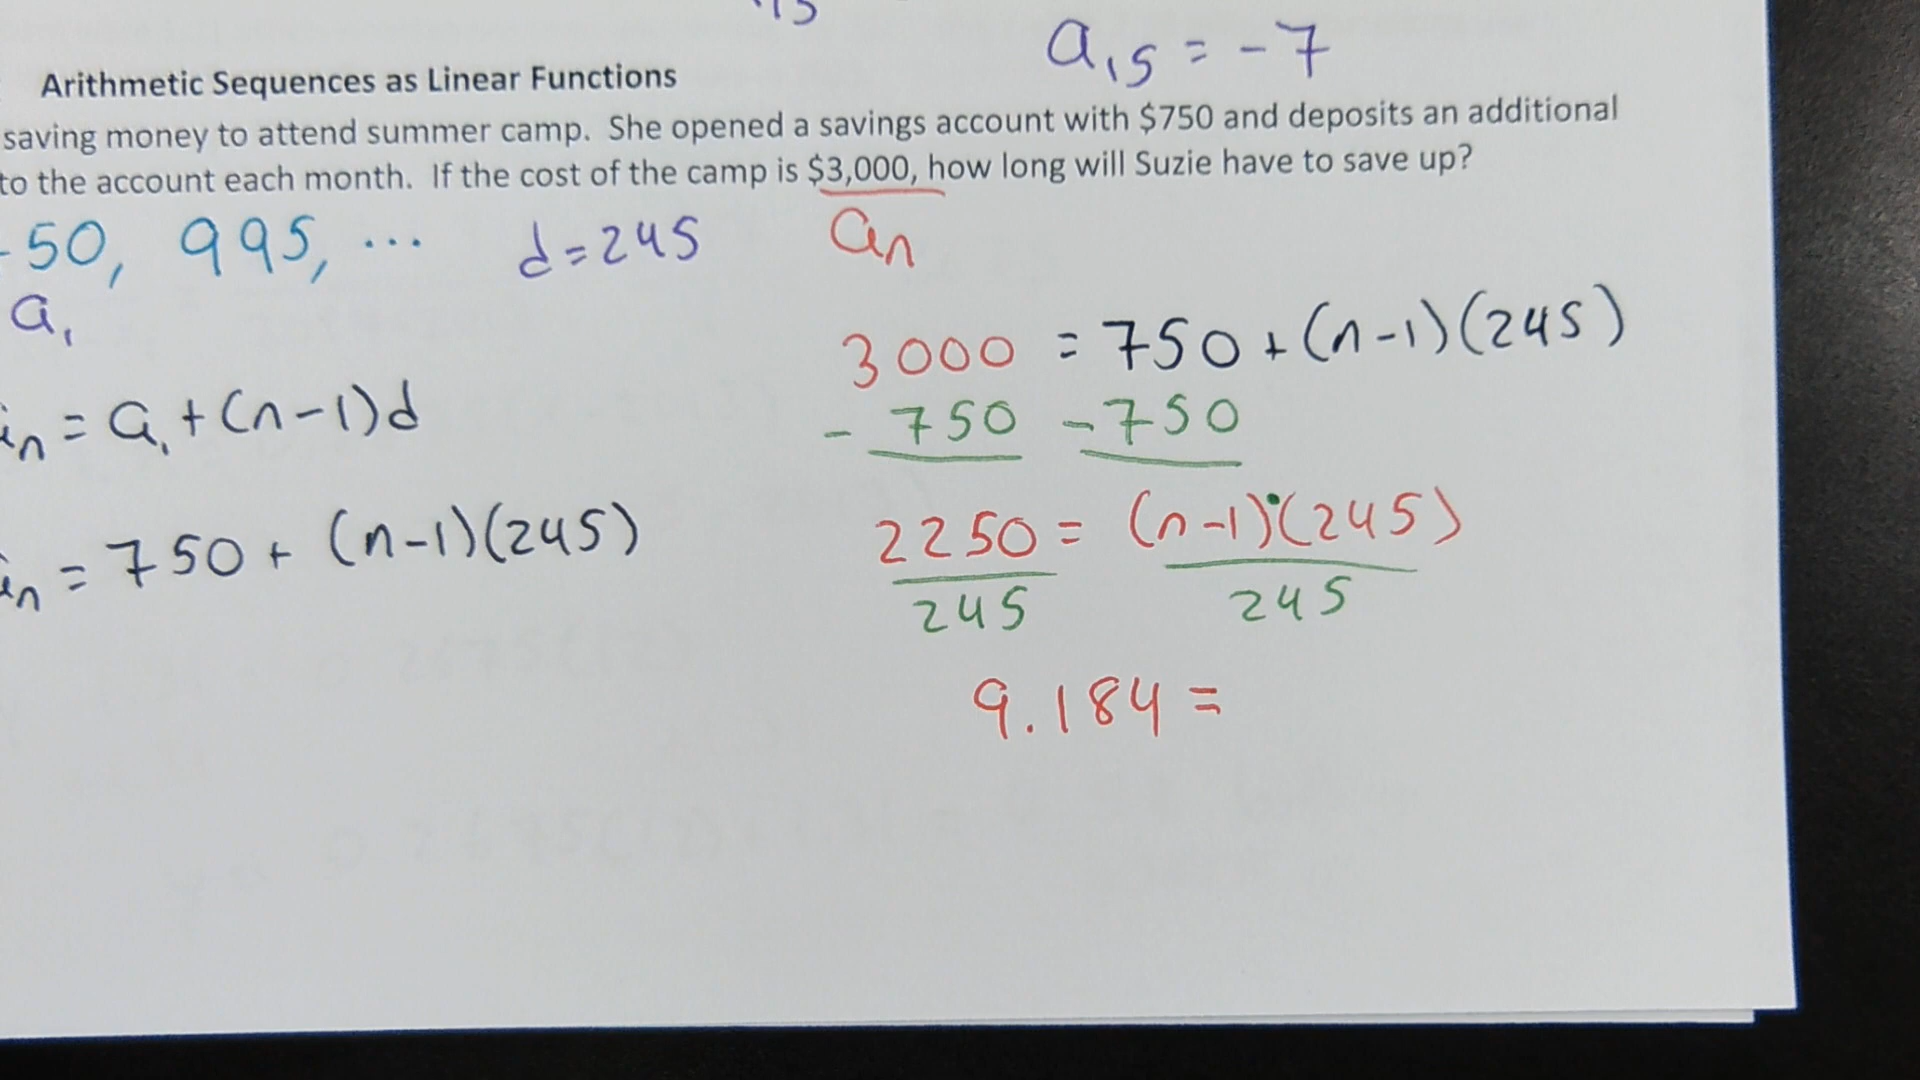 a₁₅ = -7
Arithmetic Sequences as Linear Functions
saving money to attend summer camp. She opened a savings account with $750 and deposits an additional
to the account each month. If the cost of the camp is $3,000, how long will Suzie have to save up?
50, 995, ... d=245 aₙ
a₁
3000 = 750 + (n-1)(245)
n = a₁ + (n-1)d
- 750 -750
n = 750 + (n-1)(245)
2250 = (n-1)·(245)
245 245
9.184 =